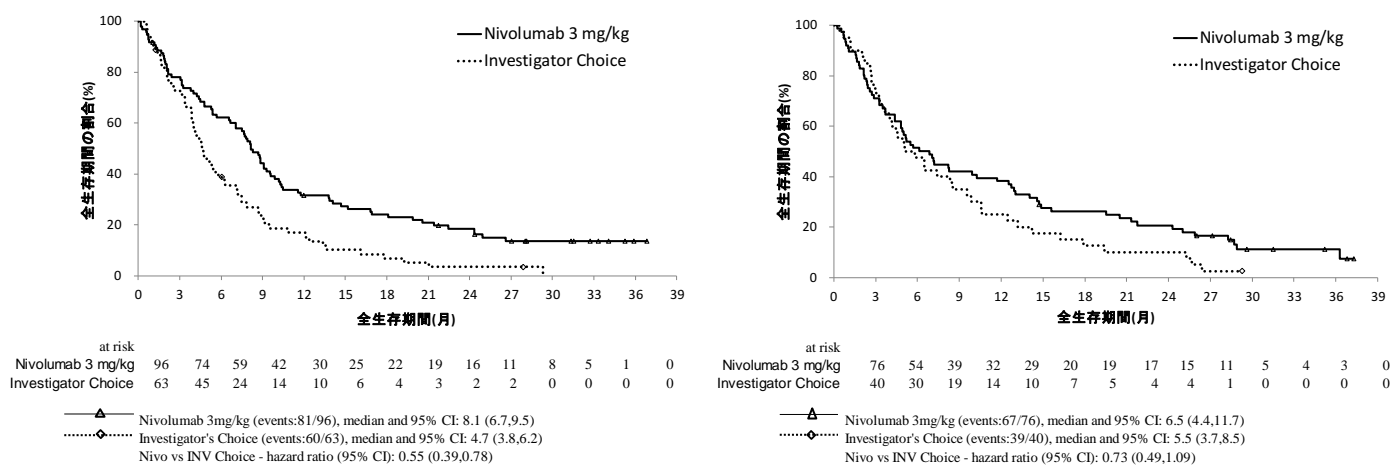 100
80
60
40
20
0
全生存期間の割合(%)
Nivolumab 3 mg/kg
Investigator Choice
0 3 6 9 12 15 18 21 24 27 30 33 36 39
全生存期間(月)
at risk
Nivolumab 3 mg/kg 96 74 59 42 30 25 22 19 16 11 8 5 1 0
Investigator Choice 63 45 24 14 10 6 4 3 2 2 0 0 0 0
Nivolumab 3mg/kg (events:81/96), median and 95% CI: 8.1 (6.7,9.5)
Investigator's Choice (events:60/63), median and 95% CI: 4.7 (3.8,6.2)
Nivo vs INV Choice - hazard ratio (95% CI): 0.55 (0.39,0.78)
100
80
60
40
20
0
全生存期間の割合(%)
Nivolumab 3 mg/kg
Investigator Choice
0 3 6 9 12 15 18 21 24 27 30 33 36 39
全生存期間(月)
at risk
Nivolumab 3 mg/kg 76 54 39 32 29 20 19 17 15 11 5 4 3 0
Investigator Choice 40 30 19 14 10 7 5 4 4 1 0 0 0 0
Nivolumab 3mg/kg (events:67/76), median and 95% CI: 6.5 (4.4,11.7)
Investigator's Choice (events:39/40), median and 95% CI: 5.5 (3.7,8.5)
Nivo vs INV Choice - hazard ratio (95% CI): 0.73 (0.49,1.09)